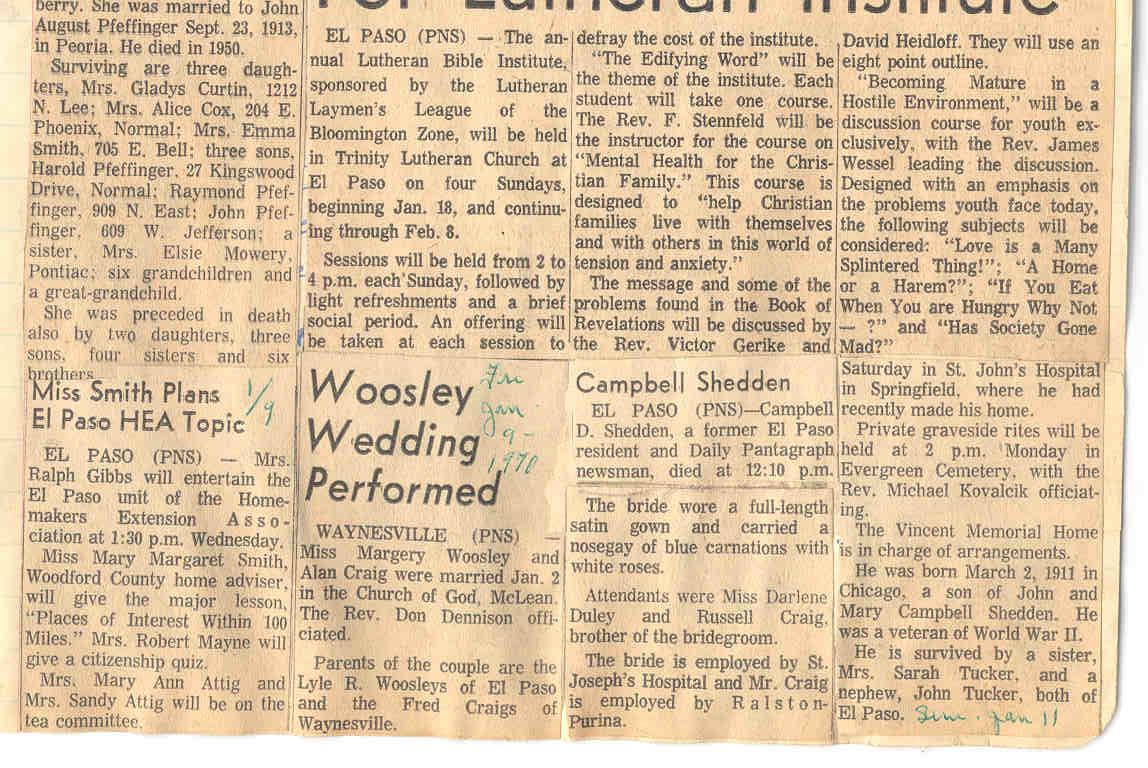 berry. She was married to John
August Pfeffinger Sept. 23, 1913,
in Peoria. He died in 1950.
Surviving are three daugh-
ters, Mrs. Gladys Curtin, 1212
N. Lee; Mrs. Alice Cox, 204 E.
Phoenix, Normal; Mrs. Emma
Smith, 705 E. Bell; three sons,
Harold Pfeffinger, 27 Kingswood
Drive, Normal; Raymond Pfef-
finger, 909 N. East; John Pfef-
finger, 609 W. Jefferson; a
sister, Mrs. Elsie Mowery,
Pontiac; six grandchildren and
a great-grandchild.
She was preceded in death
also by two daughters, three
sons, four sisters and six
brothers
For Lutheran Institute
EL PASO (PNS) — The an-
nual Lutheran Bible Institute,
sponsored by the Lutheran
Laymen's League of the
Bloomington Zone, will be held
in Trinity Lutheran Church at
El Paso on four Sundays,
beginning Jan. 18, and continu-
ing through Feb. 8.
Sessions will be held from 2 to
4 p.m. each Sunday, followed by
light refreshments and a brief
social period. An offering will
be taken at each session to
defray the cost of the institute.
"The Edifying Word" will be
the theme of the institute. Each
student will take one course.
The Rev. F. Stennfeld will be
the instructor for the course on
"Mental Health for the Chris-
tian Family." This course is
designed to "help Christian
families live with themselves
and with others in this world of
tension and anxiety."
The message and some of the
problems found in the Book of
Revelations will be discussed by
the Rev. Victor Gerike and
David Heidloff. They will use an
eight point outline.
"Becoming Mature in a
Hostile Environment," will be a
discussion course for youth ex-
clusively, with the Rev. James
Wessel leading the discussion.
Designed with an emphasis on
the problems youth face today,
the following subjects will be
considered: "Love is a Many
Splintered Thing!"; "A Home
or a Harem?"; "If You Eat
When You are Hungry Why Not
— ?" and "Has Society Gone
Mad?"
Miss Smith Plans
El Paso HEA Topic
1/9
EL PASO (PNS) — Mrs.
Ralph Gibbs will entertain the
El Paso unit of the Home-
makers Extension Asso-
ciation at 1:30 p.m. Wednesday.
Miss Mary Margaret Smith,
Woodford County home adviser,
will give the major lesson,
"Places of Interest Within 100
Miles." Mrs. Robert Mayne will
give a citizenship quiz.
Mrs. Mary Ann Attig and
Mrs. Sandy Attig will be on the
tea committee.
Woosley
Wedding
Performed
Fri
Jan
9-
1970
WAYNESVILLE (PNS) —
Miss Margery Woosley and
Alan Craig were married Jan. 2
in the Church of God, McLean.
The Rev. Don Dennison offi-
ciated.
Parents of the couple are the
Lyle R. Woosleys of El Paso
and the Fred Craigs of
Waynesville.
The bride wore a full-length
satin gown and carried a
nosegay of blue carnations with
white roses.
Attendants were Miss Darlene
Duley and Russell Craig,
brother of the bridegroom.
The bride is employed by St.
Joseph's Hospital and Mr. Craig
is employed by Ralston-
Purina.
Campbell Shedden
EL PASO (PNS)—Campbell
D. Shedden, a former El Paso
resident and Daily Pantagraph
newsman, died at 12:10 p.m.
Saturday in St. John's Hospital
in Springfield, where he had
recently made his home.
Private graveside rites will be
held at 2 p.m. Monday in
Evergreen Cemetery, with the
Rev. Michael Kovalcik officiat-
ing.
The Vincent Memorial Home
is in charge of arrangements.
He was born March 2, 1911 in
Chicago, a son of John and
Mary Campbell Shedden. He
was a veteran of World War II.
He is survived by a sister,
Mrs. Sarah Tucker, and a
nephew, John Tucker, both of
El Paso.
Sun. Jan 11